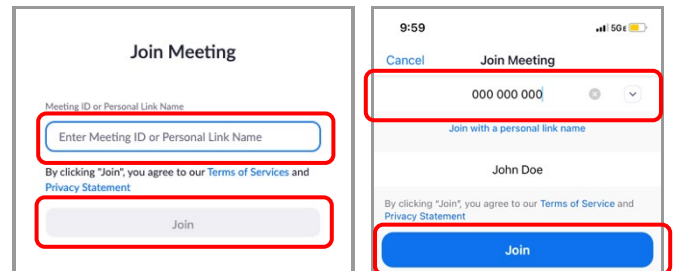 Join Meeting
Meeting ID or Personal Link Name
Enter Meeting ID or Personal Link Name
By clicking "Join", you agree to our Terms of Services and
Privacy Statement
Join
9:59 5GE
Cancel Join Meeting
000 000 000
Join with a personal link name
John Doe
By clicking "Join", you agree to our Terms of Service and
Privacy Statement
Join